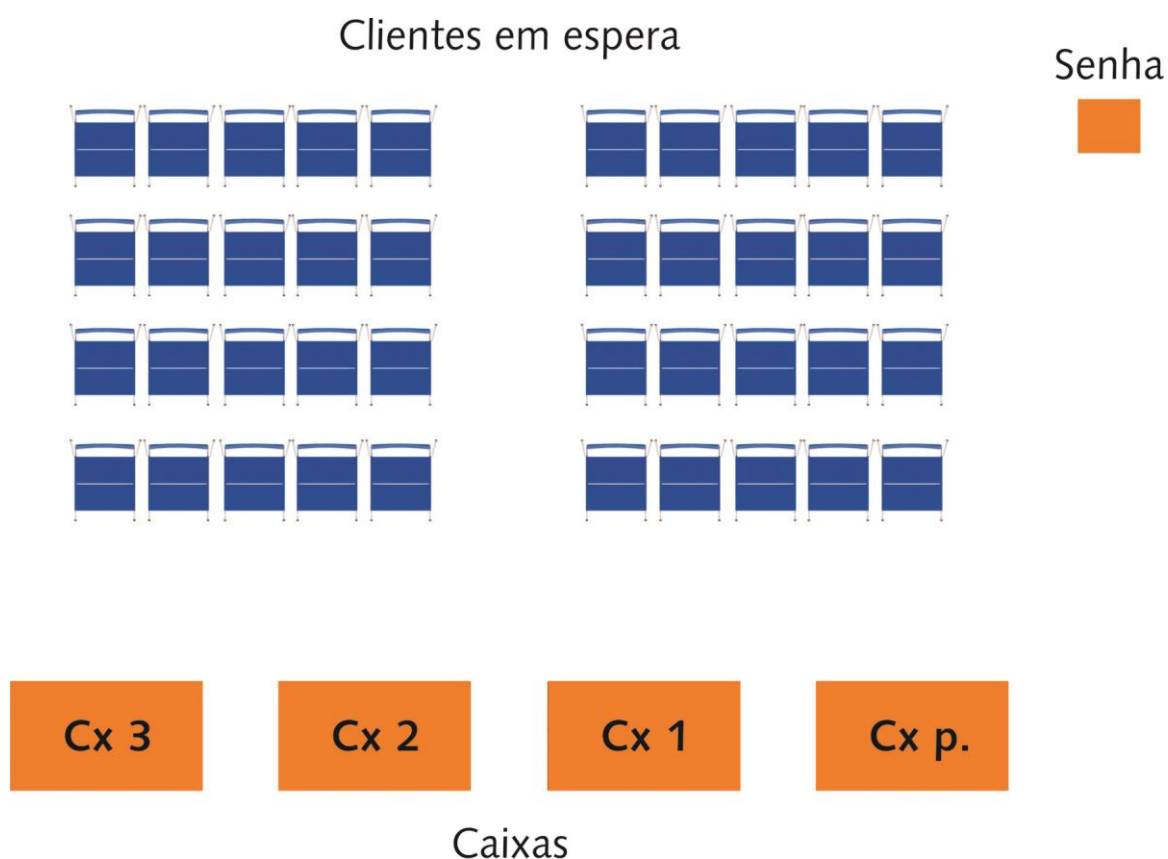 Clientes em espera
Senha
Cx 3
Cx 2
Cx 1
Cx p.
Caixas